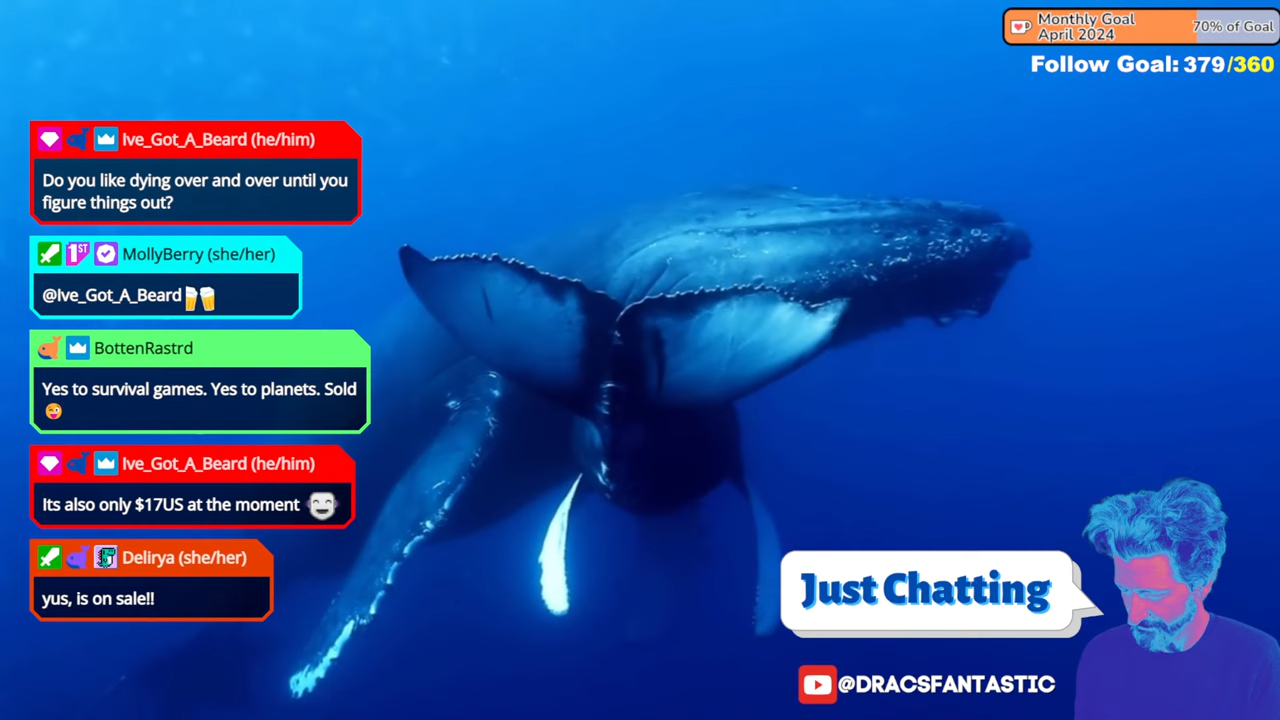 Monthly Goal
April 2024
70% of Goal
Follow Goal: 379/360
Ive_Got_A_Beard (he/him)
Do you like dying over and over until you
figure things out?
1ST MollyBerry (she/her)
@Ive_Got_A_Beard
BottenRastrd
Yes to survival games. Yes to planets. Sold
Ive_Got_A_Beard (he/him)
Its also only $17US at the moment
Delirya (she/her)
yus, is on sale!!
Just Chatting
@DRACSFANTASTIC